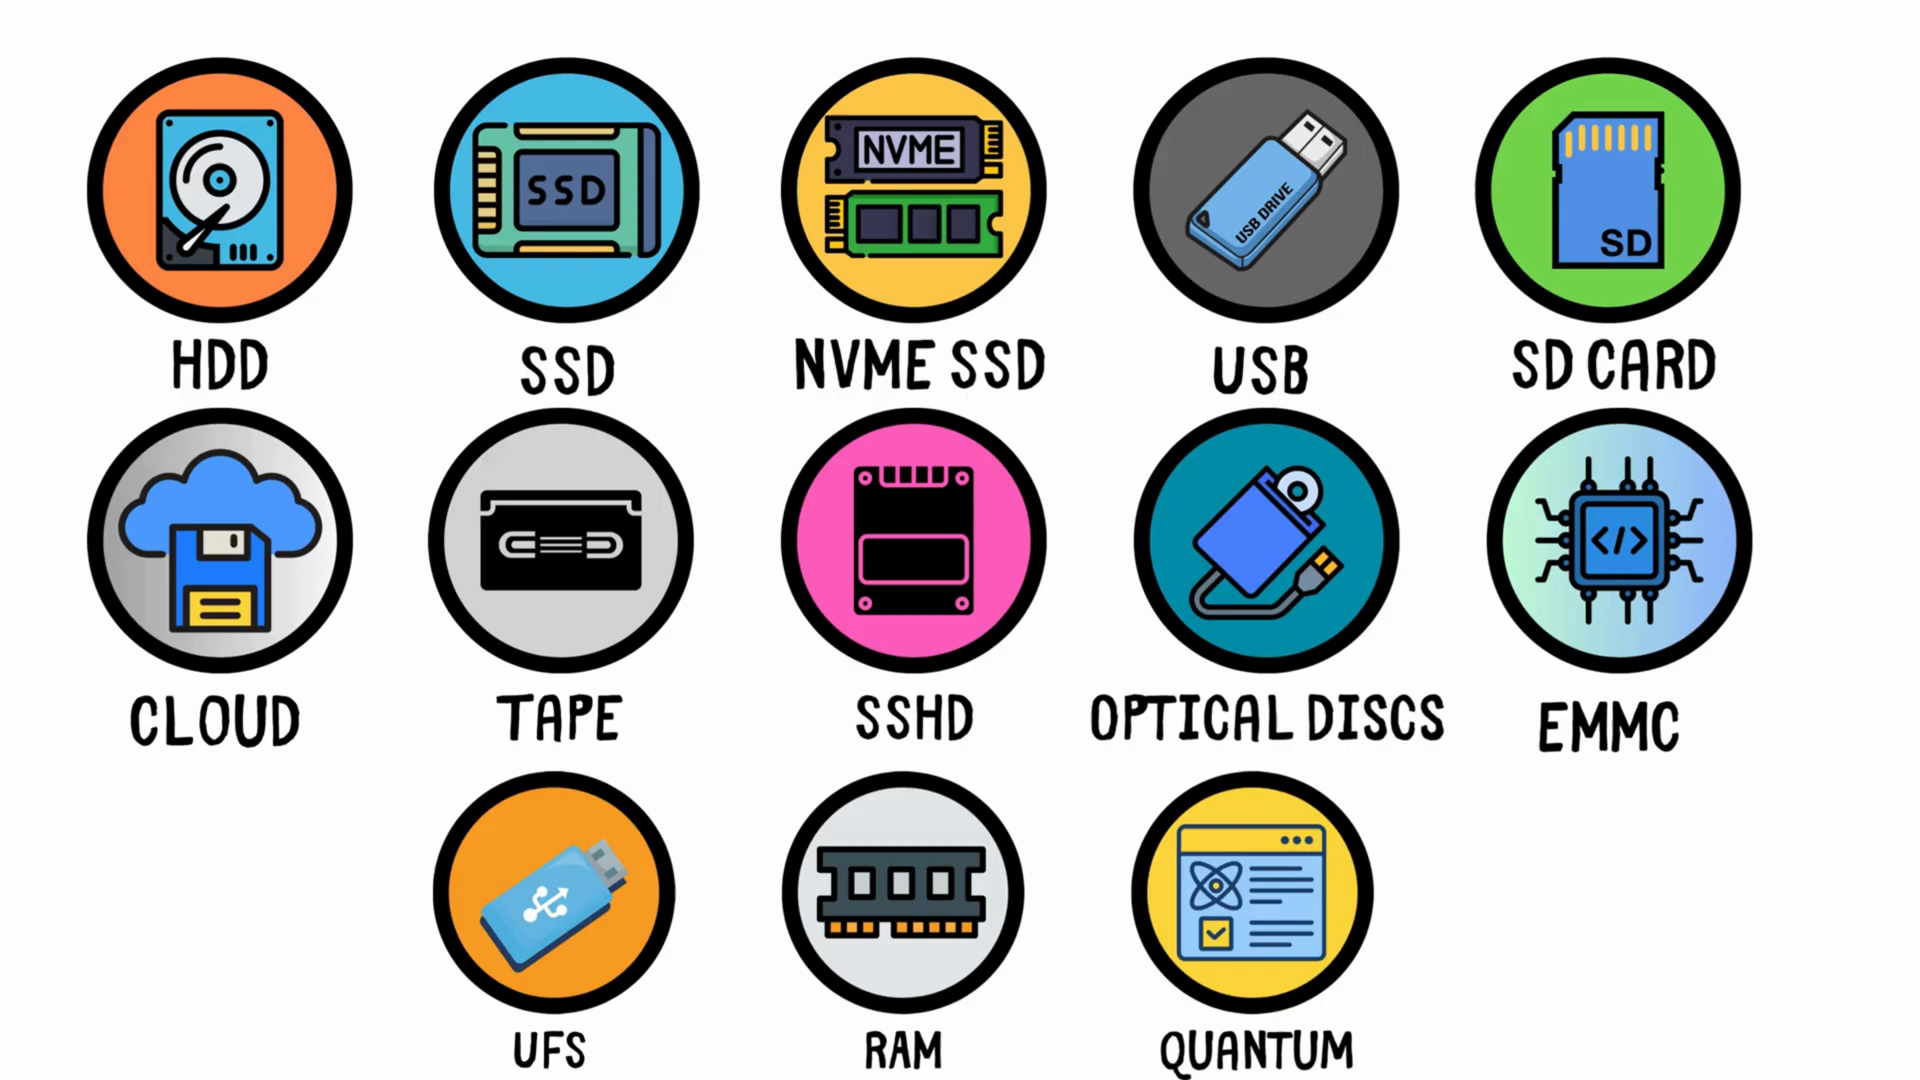 SSD
NVME
USB DRIVE
SD
HDD
SSD
NVME SSD
USB
SD CARD
</>
CLOUD
TAPE
SSHD
OPTICAL DISCS
EMMC
UFS
RAM
QUANTUM